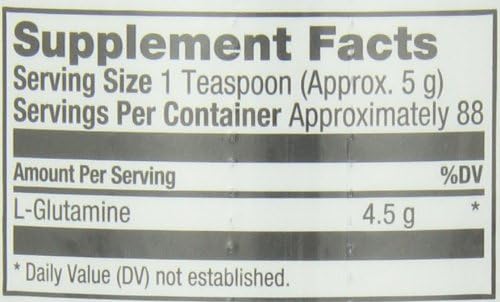 Supplement Facts
Serving Size 1 Teaspoon (Approx. 5 g)
Servings Per Container Approximately 88
Amount Per Serving %DV
L-Glutamine 4.5 g *
* Daily Value (DV) not established.